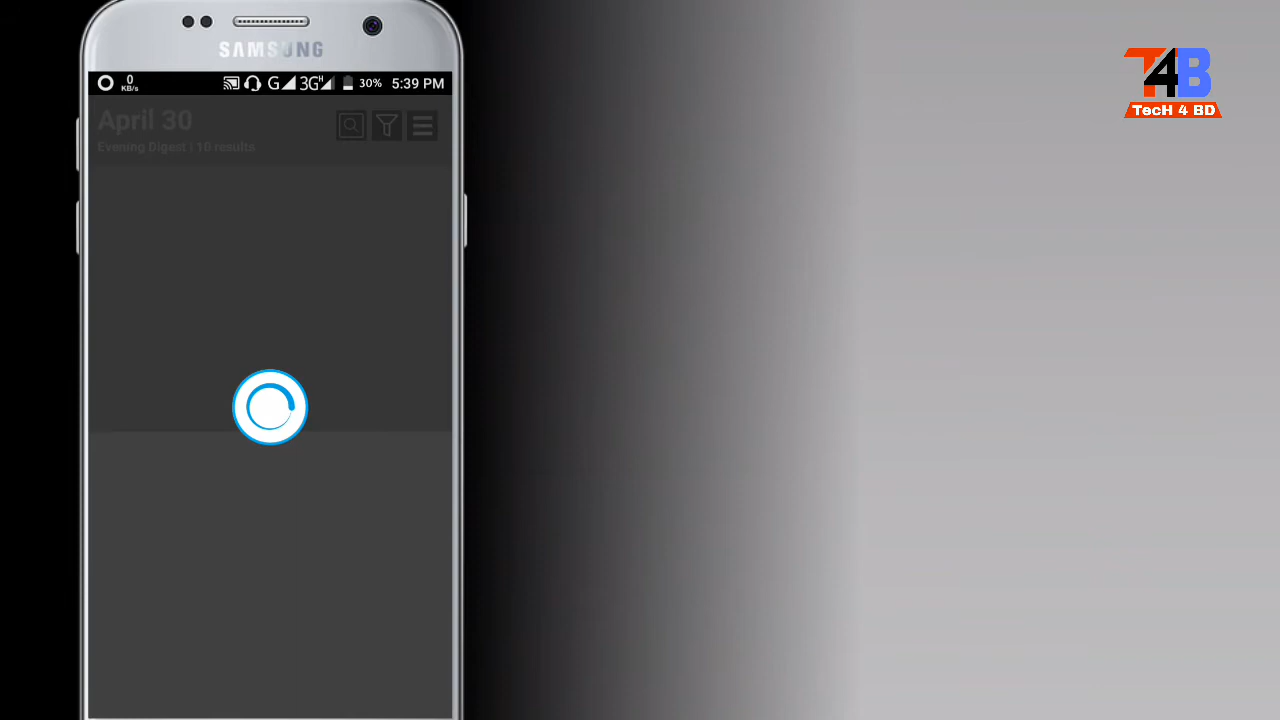 SAMSUNG
0
KB/s
G 3G H 30% 5:39 PM
April 30
Evening Digest | 10 results
T4B
TecH 4 BD